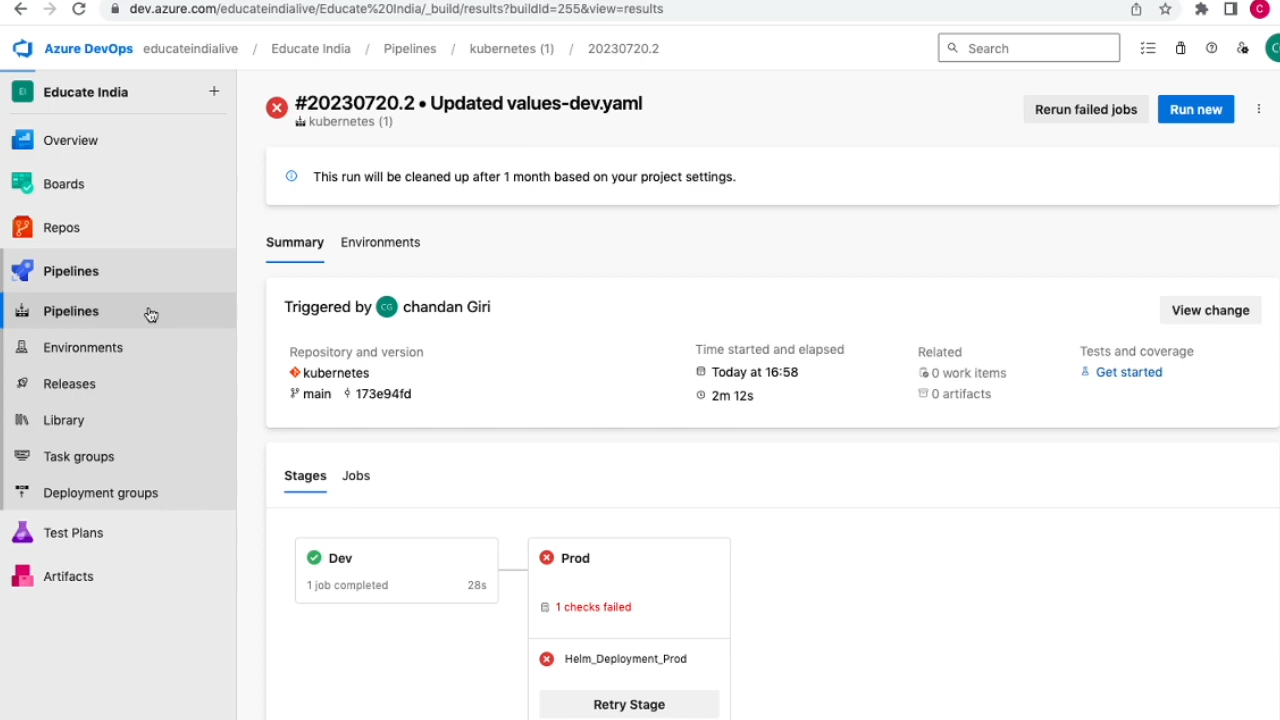 dev.azure.com/educateindialive/Educate%20India/_build/results?buildId=255&view=results
C
Azure DevOps educateindialive / Educate India / Pipelines / kubernetes (1) / 20230720.2
Search
EI Educate India +
Overview
Boards
Repos
Pipelines
Pipelines
Environments
Releases
Library
Task groups
Deployment groups
Test Plans
Artifacts
#20230720.2 • Updated values-dev.yaml
kubernetes (1)
Rerun failed jobs
Run new
This run will be cleaned up after 1 month based on your project settings.
Summary Environments
Triggered by CG chandan Giri
View change
Repository and version
kubernetes
main 173e94fd
Time started and elapsed
Today at 16:58
2m 12s
Related
0 work items
0 artifacts
Tests and coverage
Get started
Stages Jobs
Dev
1 job completed 28s
Prod
1 checks failed
Helm_Deployment_Prod
Retry Stage